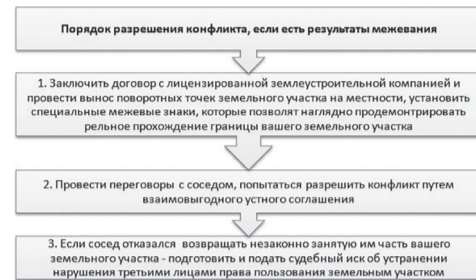 Порядок разрешения конфликта, если есть результаты межевания
1. Заключить договор с лицензированной землеустроительной компанией и
провести вынос поворотных точек земельного участка на местности, установить
специальные межевые знаки, которые позволят наглядно продемонстрировать
рельное прохождение границы вашего земельного участка
2. Провести переговоры с соседом, попытаться разрешить конфликт путем
взаимовыгодного устного соглашения
3. Если сосед отказался возвращать незаконно занятую им часть вашего
земельного участка - подготовить и подать судебный иск об устранении
нарушения третьими лицами права пользования земельным участком